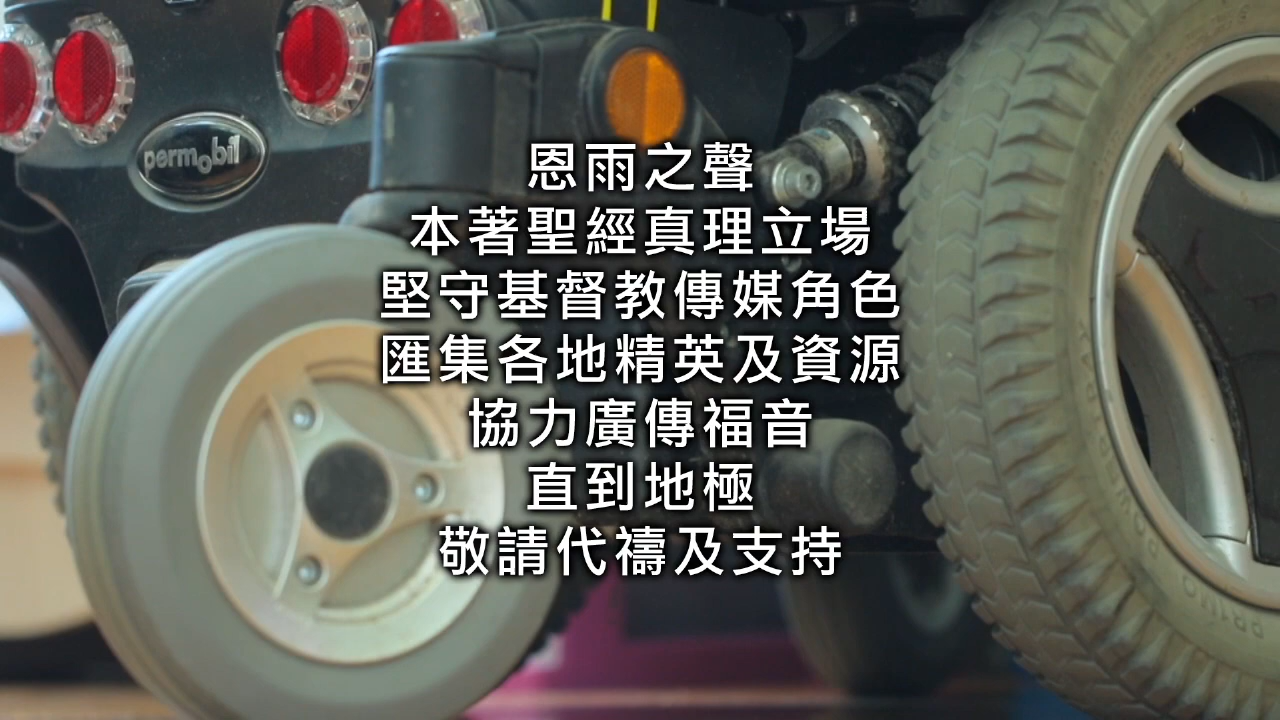 permobil
恩雨之聲
本著聖經真理立場
堅守基督教傳媒角色
匯集各地精英及資源
協力廣傳福音
直到地極
敬請代禱及支持